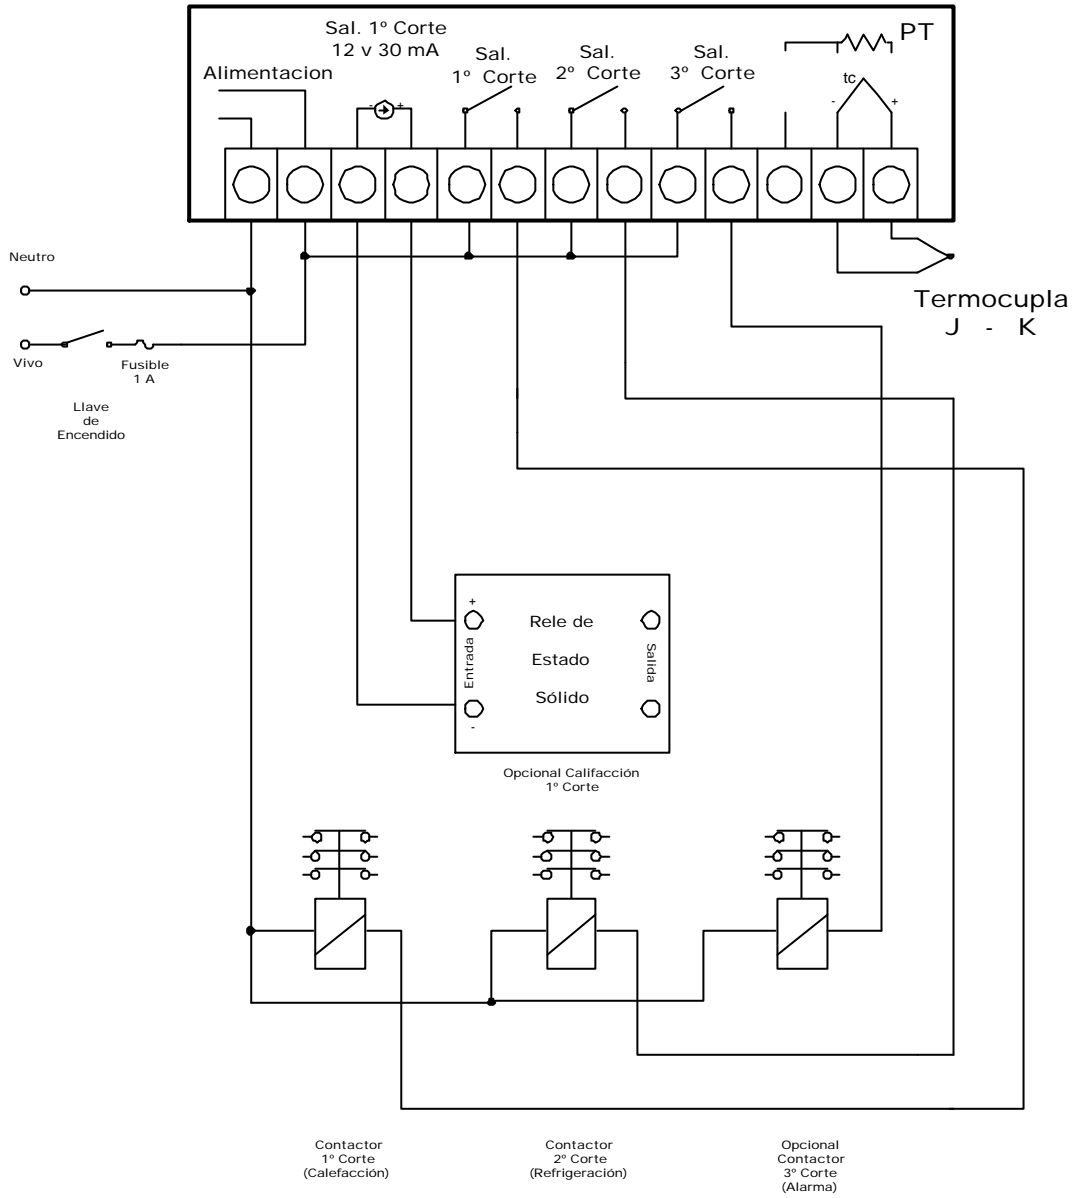 Sal. 1º Corte
12 v 30 mA
PT
Sal.
1º Corte
Sal.
2º Corte
Sal.
3º Corte
Alimentacion
tc
- +
- +
Neutro
Termocupla
J - K
Vivo
Fusible
1 A
Llave
de
Encendido
+
Entrada
-
Rele de
Estado
Sólido
Salida
Opcional Califacción
1º Corte
Contactor
1º Corte
(Calefacción)
Contactor
2º Corte
(Refrigeración)
Opcional
Contactor
3º Corte
(Alarma)